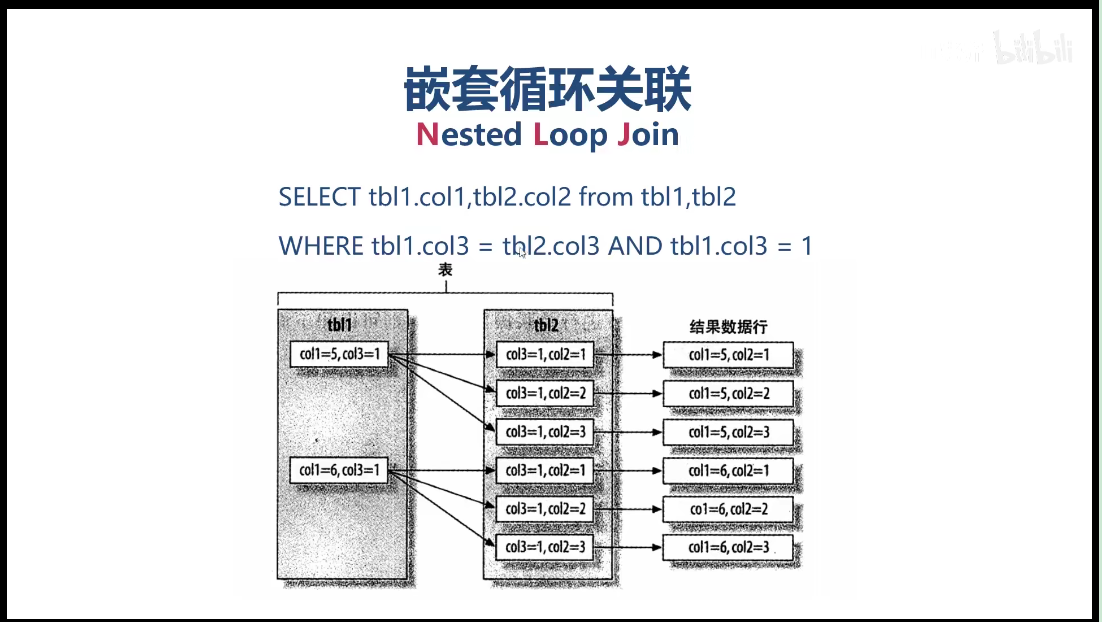 bilibili
嵌套循环关联
Nested Loop Join
SELECT tbl1.col1,tbl2.col2 from tbl1,tbl2
WHERE tbl1.col3 = tbl2.col3 AND tbl1.col3 = 1
表
tbl1
tbl2
结果数据行
col1=5,col3=1
col3=1,col2=1
col1=5,col2=1
col3=1,col2=2
col1=5,col2=2
col3=1,col2=3
col1=5,col2=3
col1=6,col3=1
col3=1,col2=1
col1=6,col2=1
col3=1,col2=2
co1=6,col2=2
col3=1,col2=3
col1=6,col2=3